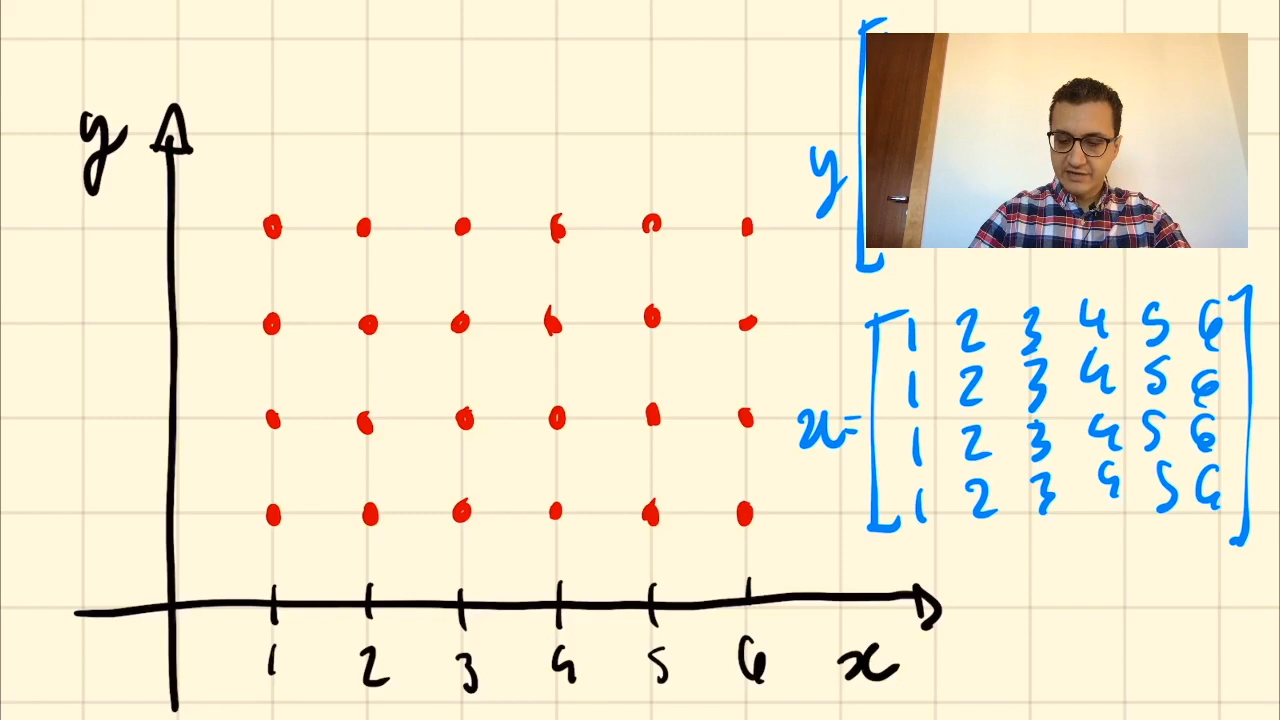 y
y [
x = [ 1 2 3 4 5 6 ]
1 2 3 4 5 6
1 2 3 4 5 6
1 2 3 4 5 6
1 2 3 4 5 6 x